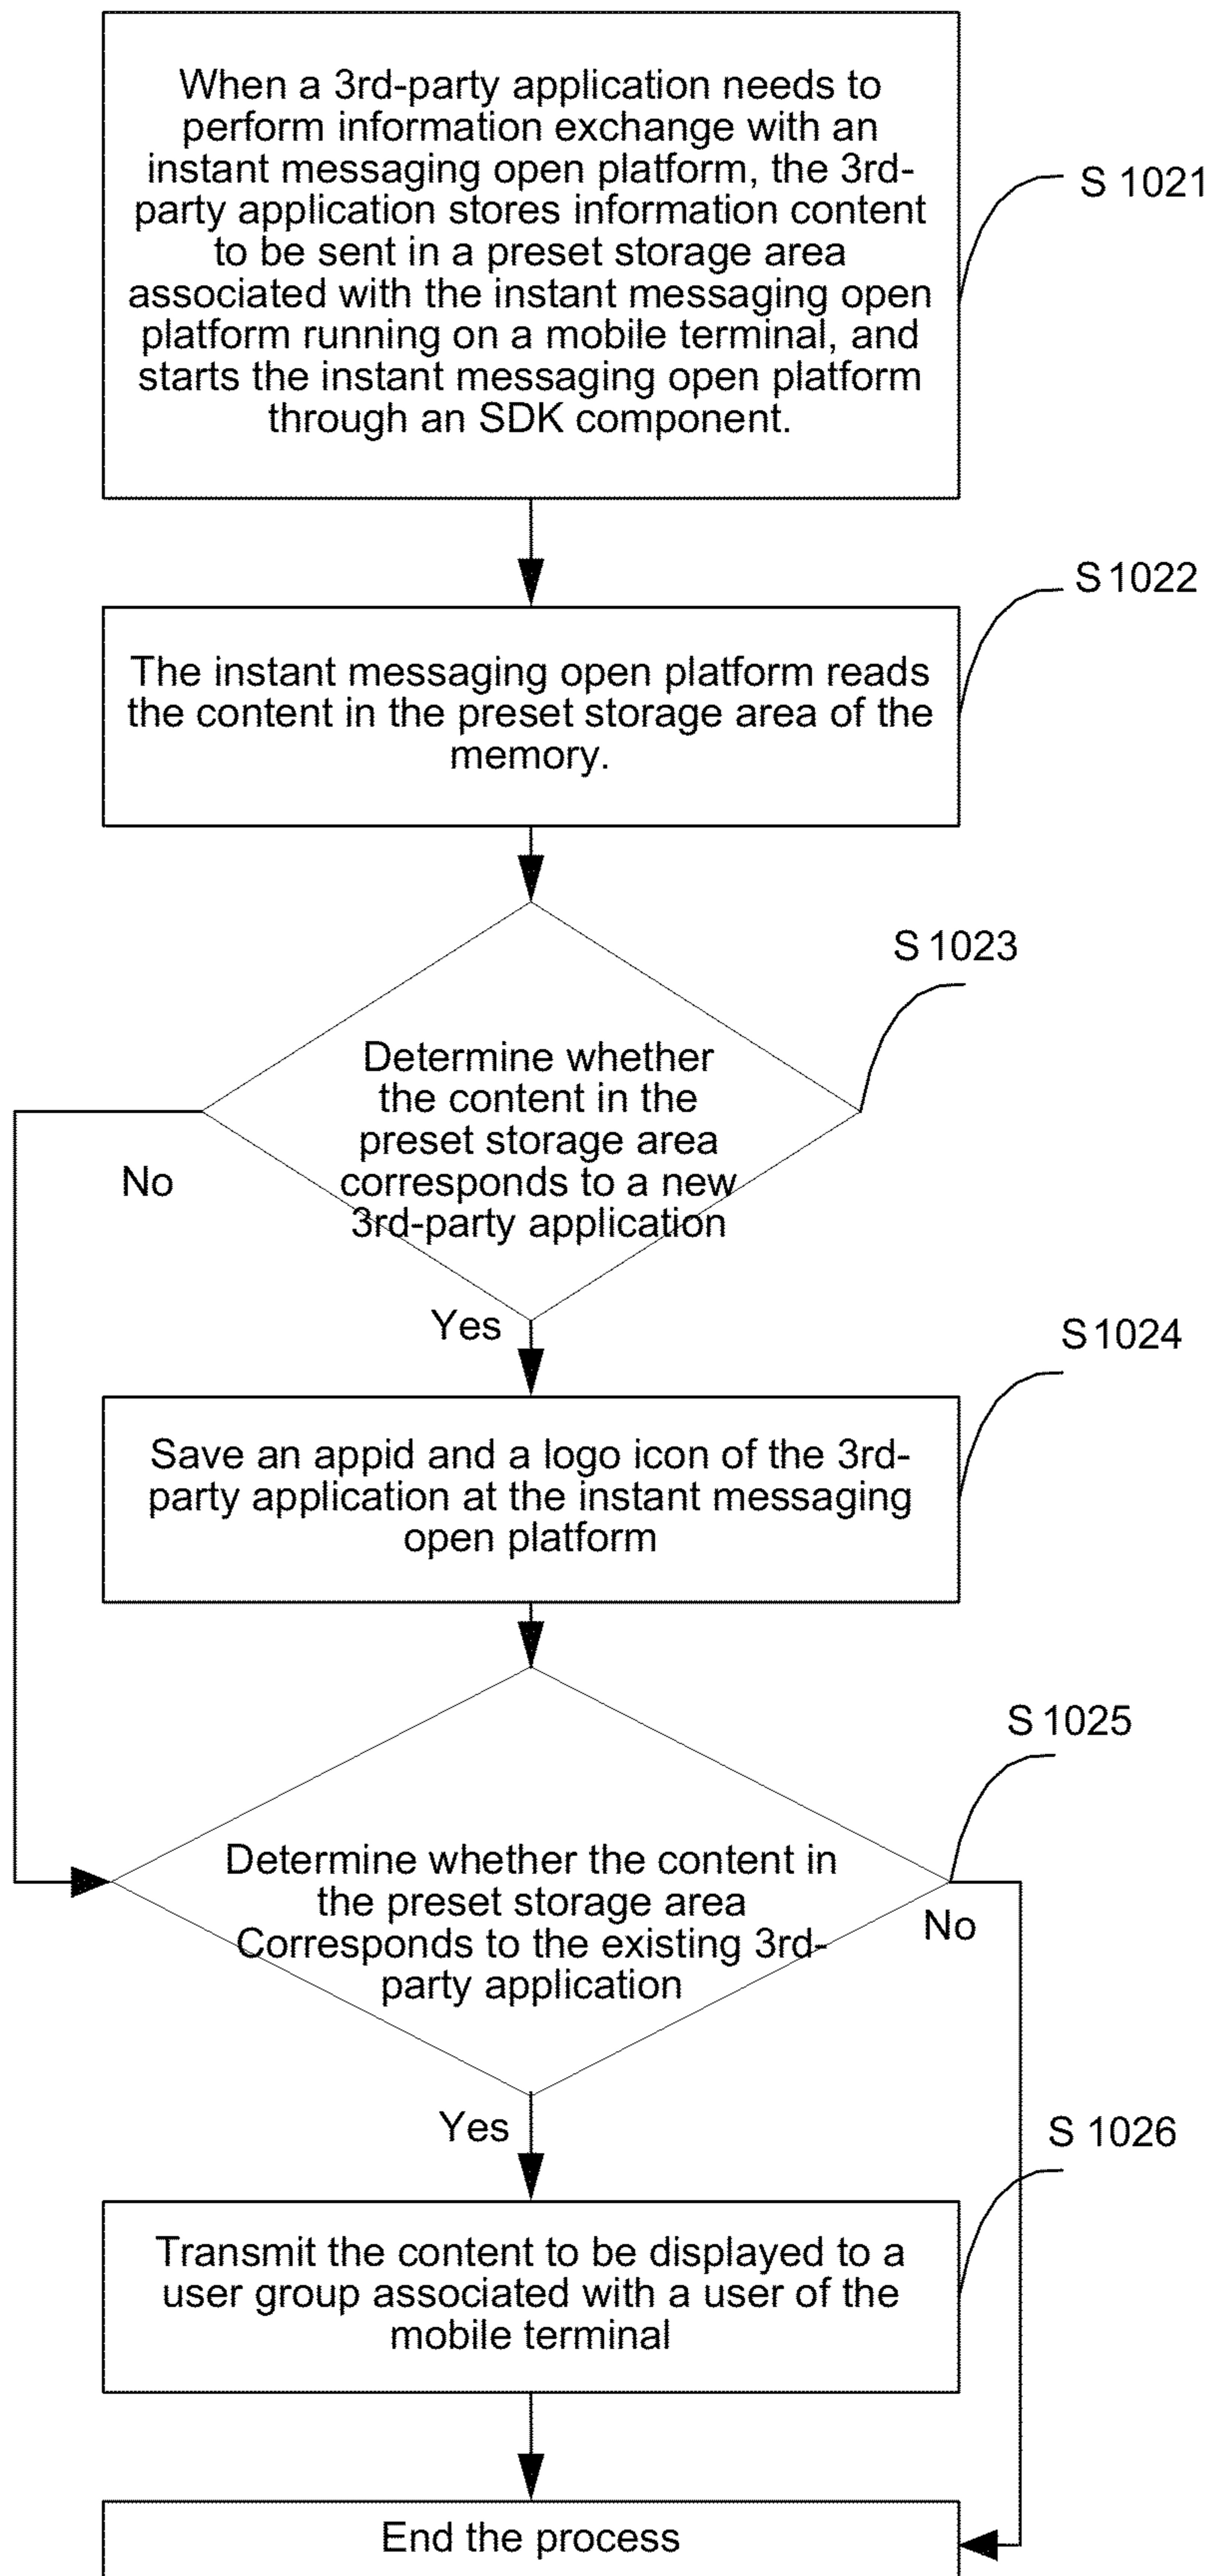 When a 3rd-party application needs to
perform information exchange with an
instant messaging open platform, the 3rd-
party application stores information content
to be sent in a preset storage area
associated with the instant messaging open
platform running on a mobile terminal, and
starts the instant messaging open platform
through an SDK component.
S 1021
The instant messaging open platform reads
the content in the preset storage area of the
memory.
S 1022
Determine whether
the content in the
preset storage area
corresponds to a new
3rd-party application
S 1023
No
Yes
Save an appid and a logo icon of the 3rd-
party application at the instant messaging
open platform
S 1024
Determine whether the content in
the preset storage area
Corresponds to the existing 3rd-
party application
S 1025
No
Yes
Transmit the content to be displayed to a
user group associated with a user of the
mobile terminal
S 1026
End the process